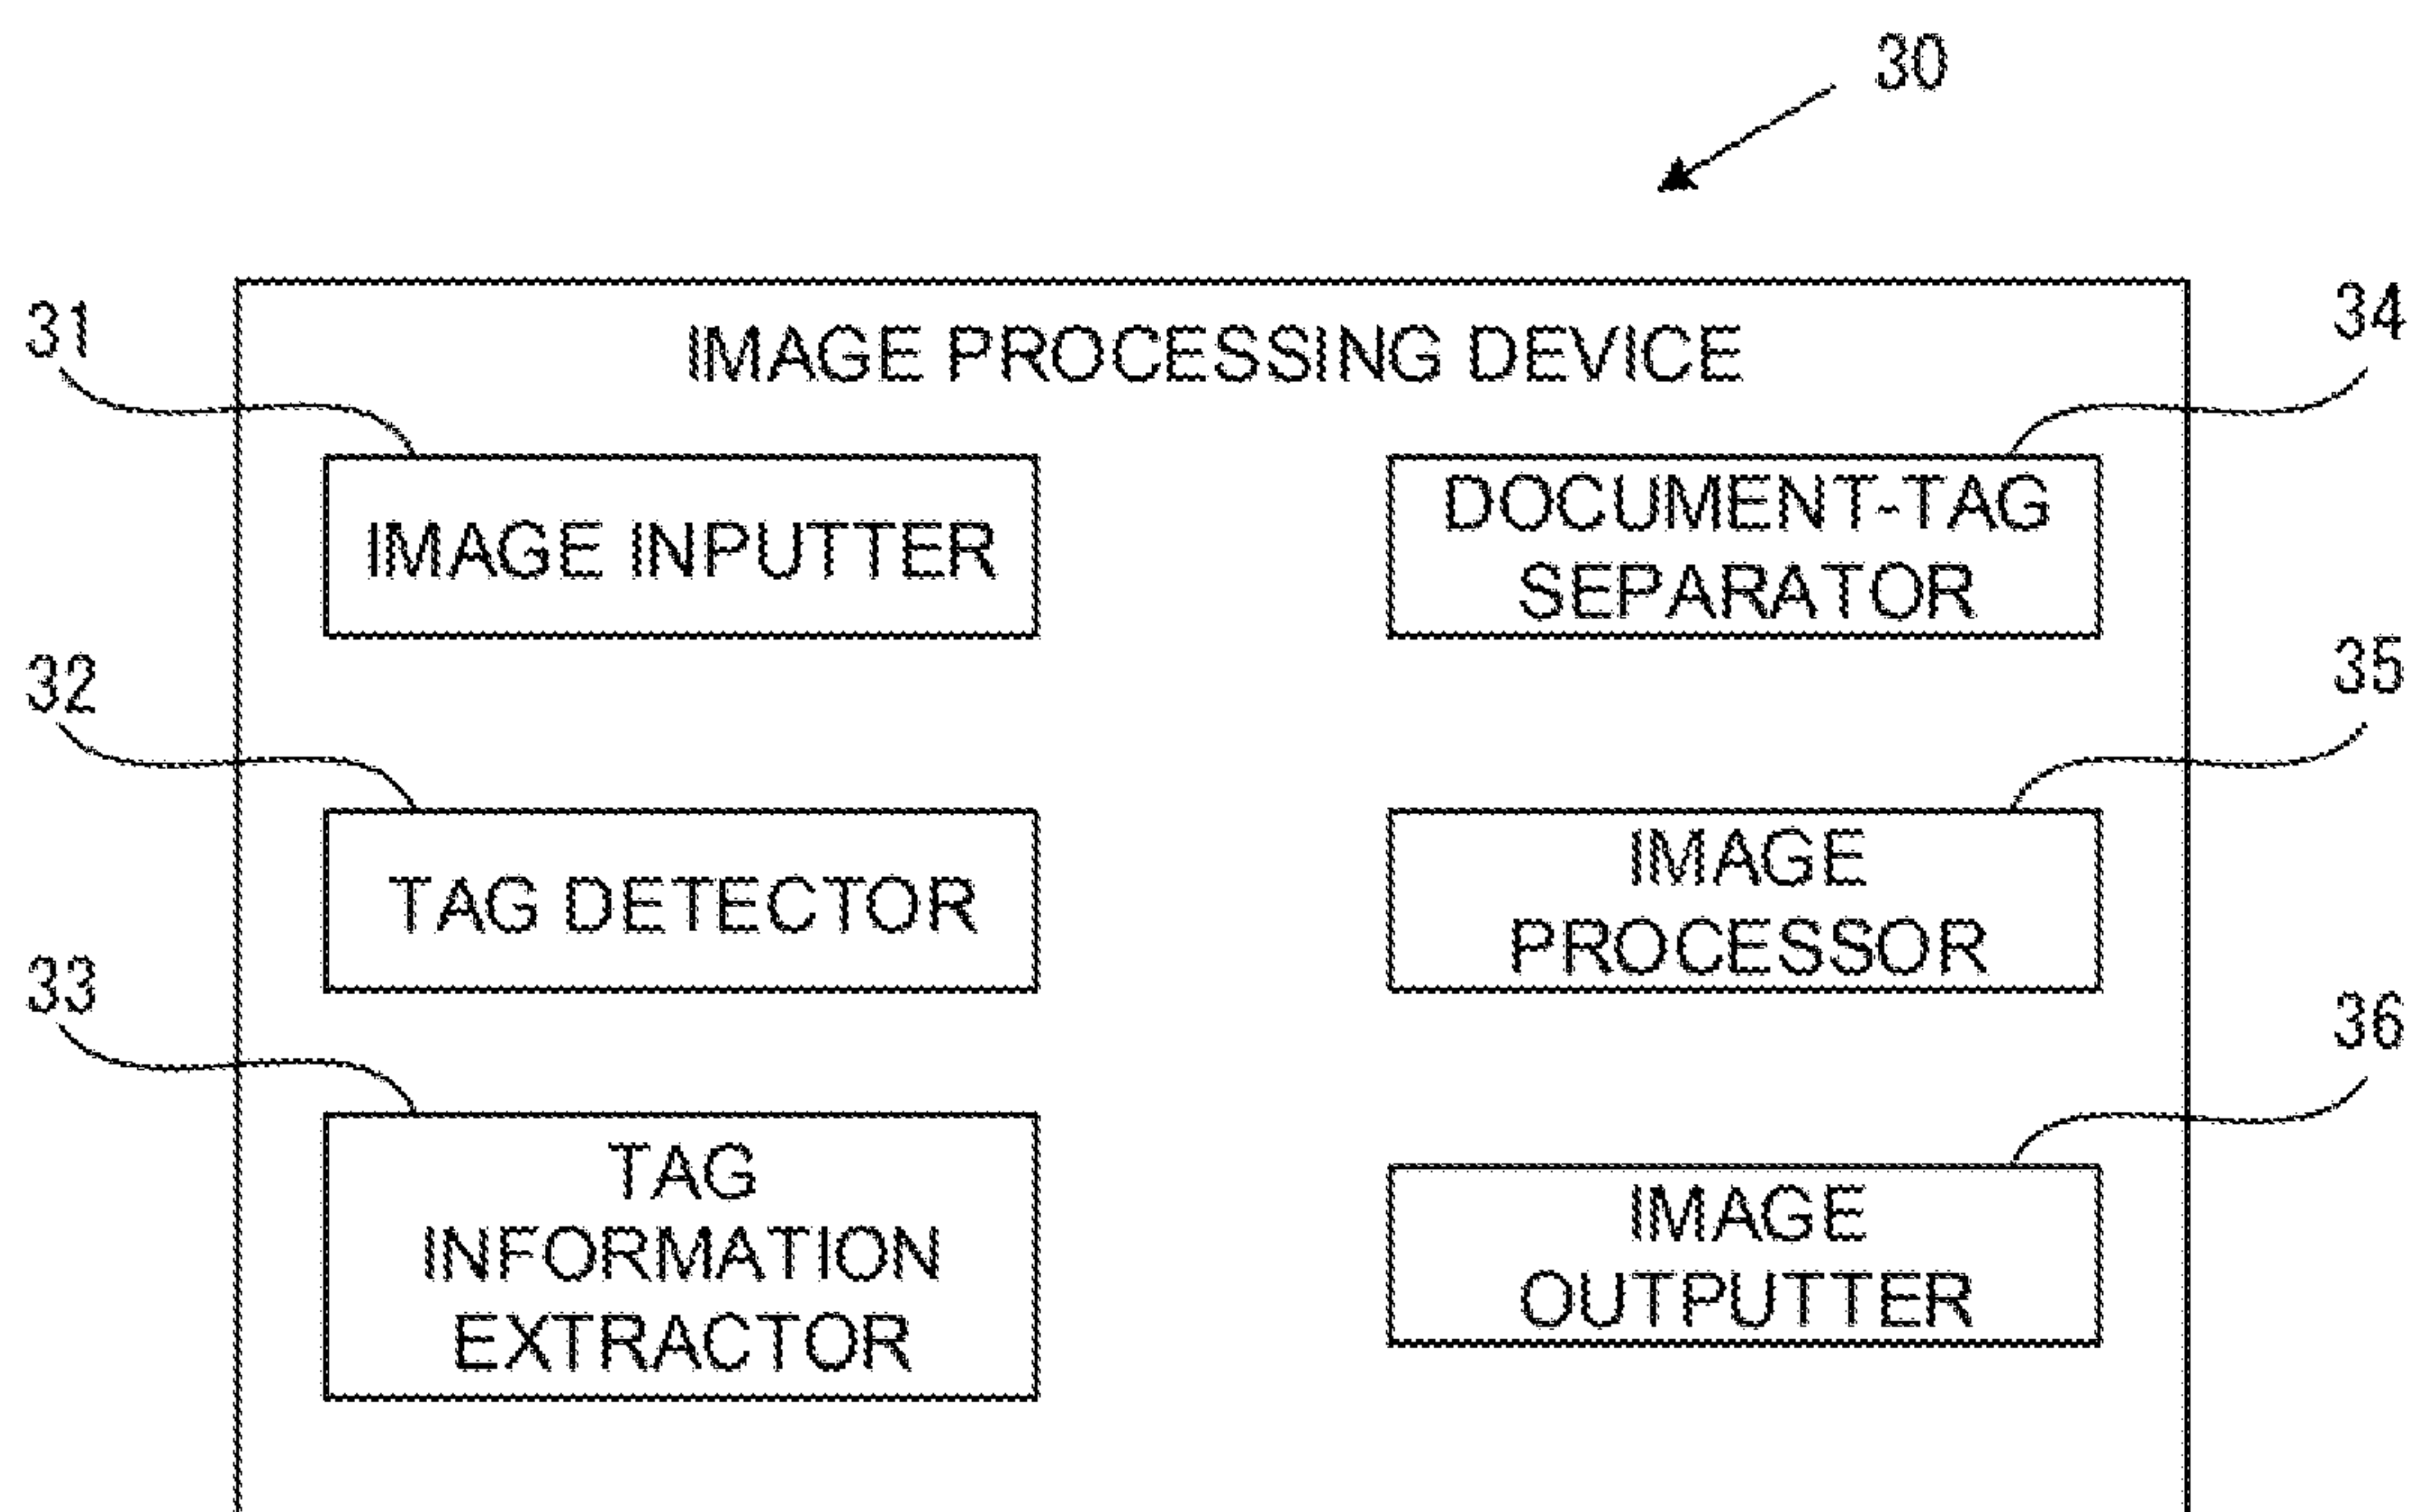 30
IMAGE PROCESSING DEVICE
31
IMAGE INPUTTER
32
TAG DETECTOR
33
TAG
INFORMATION
EXTRACTOR
34
DOCUMENT-TAG
SEPARATOR
35
IMAGE
PROCESSOR
36
IMAGE
OUTPUTTER